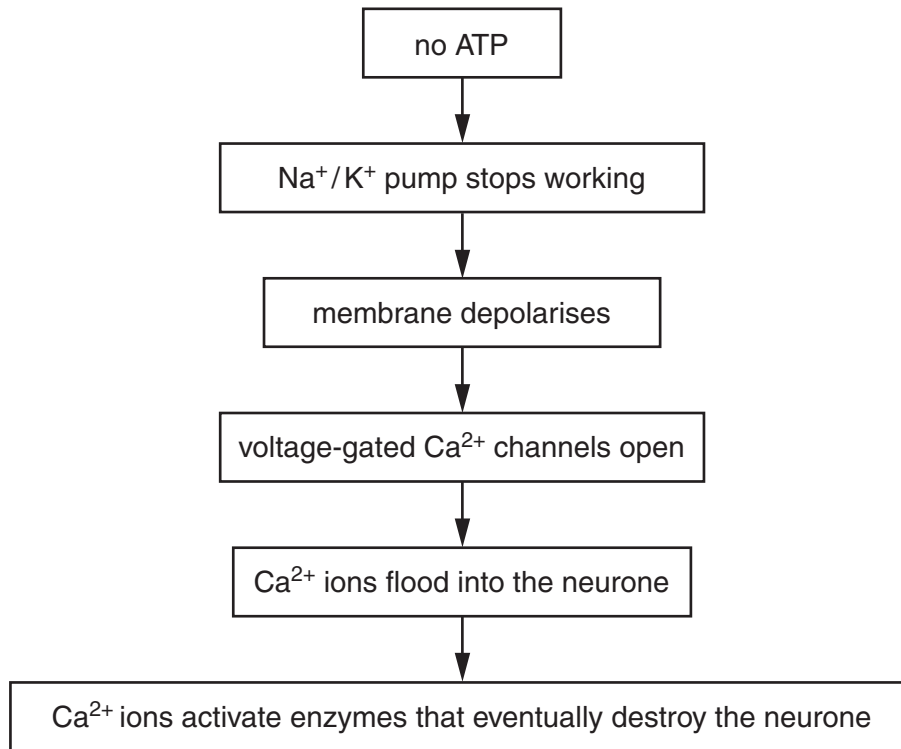 no ATP
Na⁺/K⁺ pump stops working
membrane depolarises
voltage-gated Ca²⁺ channels open
Ca²⁺ ions flood into the neurone
Ca²⁺ ions activate enzymes that eventually destroy the neurone